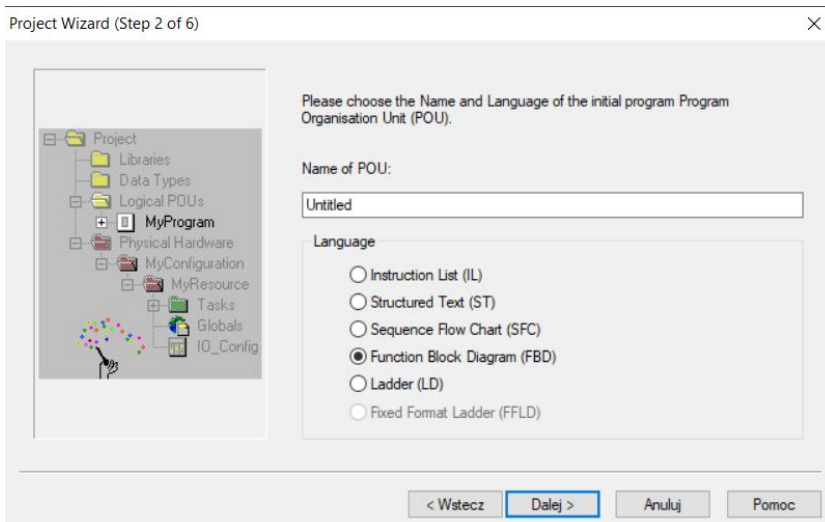 Project Wizard (Step 2 of 6)
Project
Libraries
Data Types
Logical POUs
MyProgram
Physical Hardware
MyConfiguration
MyResource
Tasks
Globals
IO_Config
Please choose the Name and Language of the initial program Program
Organisation Unit (POU).
Name of POU:
Untitled
Language
Instruction List (IL)
Structured Text (ST)
Sequence Flow Chart (SFC)
Function Block Diagram (FBD)
Ladder (LD)
Fixed Format Ladder (FFLD)
< Wstecz
Dalej >
Anuluj
Pomoc